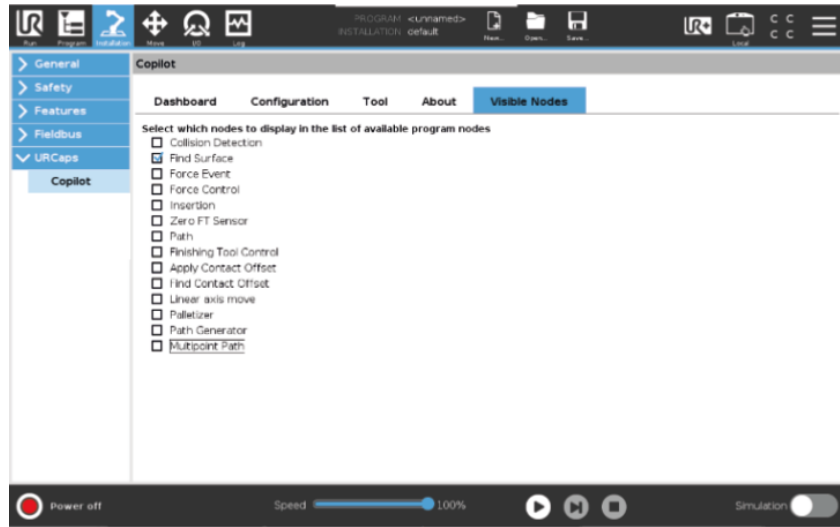 UR
PROGRAM <unnamed>
INSTALLATION default
UR+
C C
C C
Run Program Installation Move I/O Log New... Open... Save... Local
General
Copilot
Safety
Features
Fieldbus
URCaps
Copilot
Dashboard Configuration Tool About Visible Nodes
Select which nodes to display in the list of available program nodes
Collision Detection
Find Surface
Force Event
Force Control
Insertion
Zero FT Sensor
Path
Finishing Tool Control
Apply Contact Offset
Find Contact Offset
Linear axis move
Palletizer
Path Generator
Multipoint Path
Power off
Speed 100%
Simulation